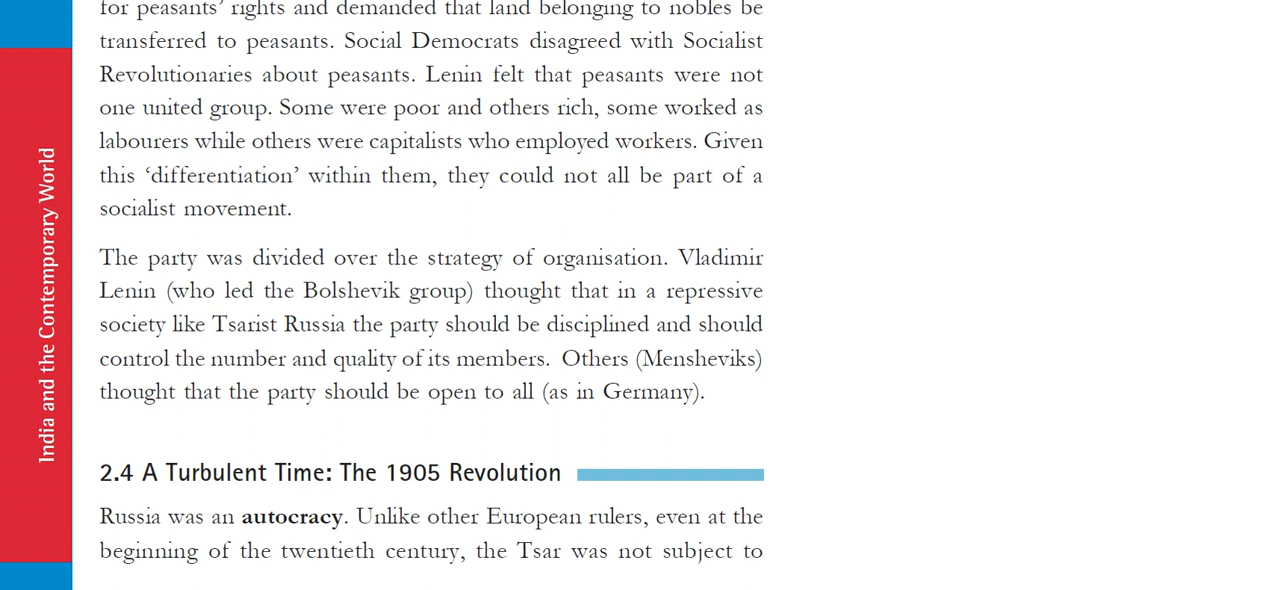 for peasants’ rights and demanded that land belonging to nobles be
transferred to peasants. Social Democrats disagreed with Socialist
Revolutionaries about peasants. Lenin felt that peasants were not
one united group. Some were poor and others rich, some worked as
labourers while others were capitalists who employed workers. Given
this ‘differentiation’ within them, they could not all be part of a
socialist movement.
The party was divided over the strategy of organisation. Vladimir
Lenin (who led the Bolshevik group) thought that in a repressive
society like Tsarist Russia the party should be disciplined and should
control the number and quality of its members. Others (Mensheviks)
thought that the party should be open to all (as in Germany).
2.4 A Turbulent Time: The 1905 Revolution
Russia was an autocracy. Unlike other European rulers, even at the
beginning of the twentieth century, the Tsar was not subject to
India and the Contemporary World